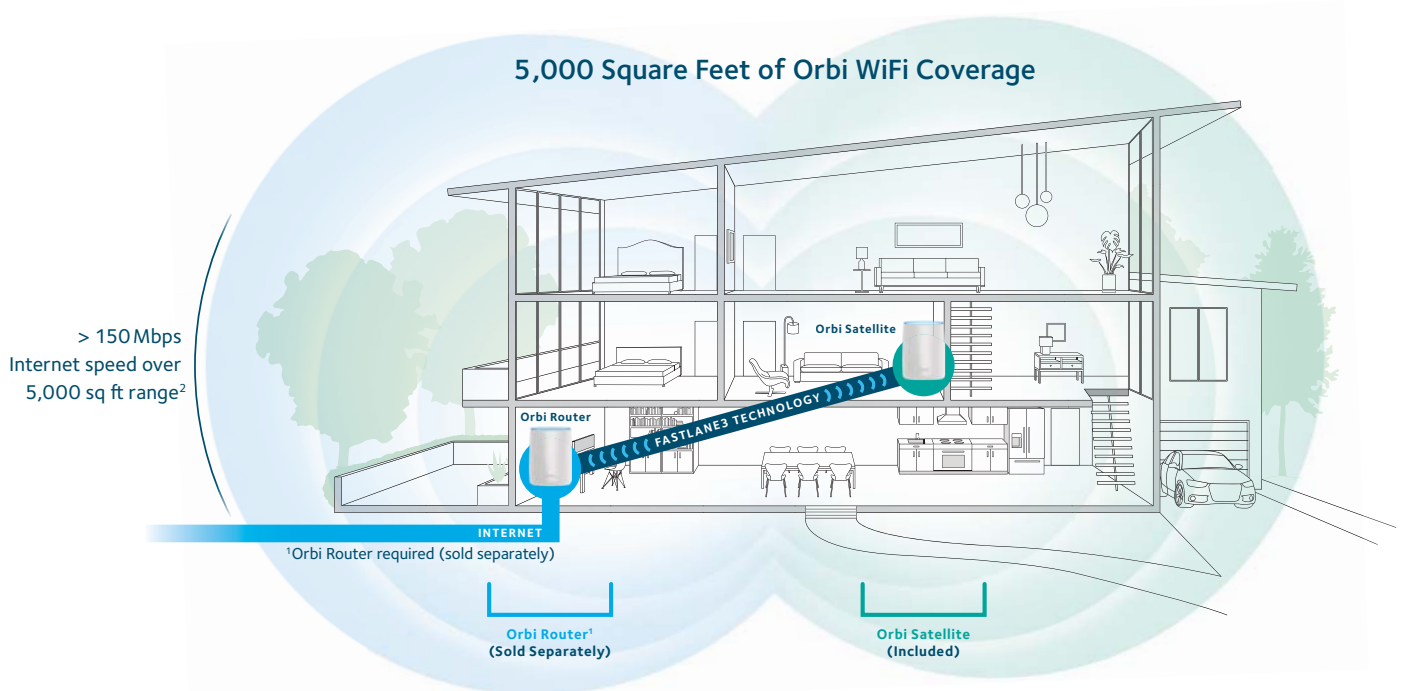 5,000 Square Feet of Orbi WiFi Coverage
> 150 Mbps
Internet speed over
5,000 sq ft range²
Orbi Satellite
Orbi Router
FASTLANE3 TECHNOLOGY
INTERNET
¹Orbi Router required (sold separately)
Orbi Router¹
(Sold Separately)
Orbi Satellite
(Included)